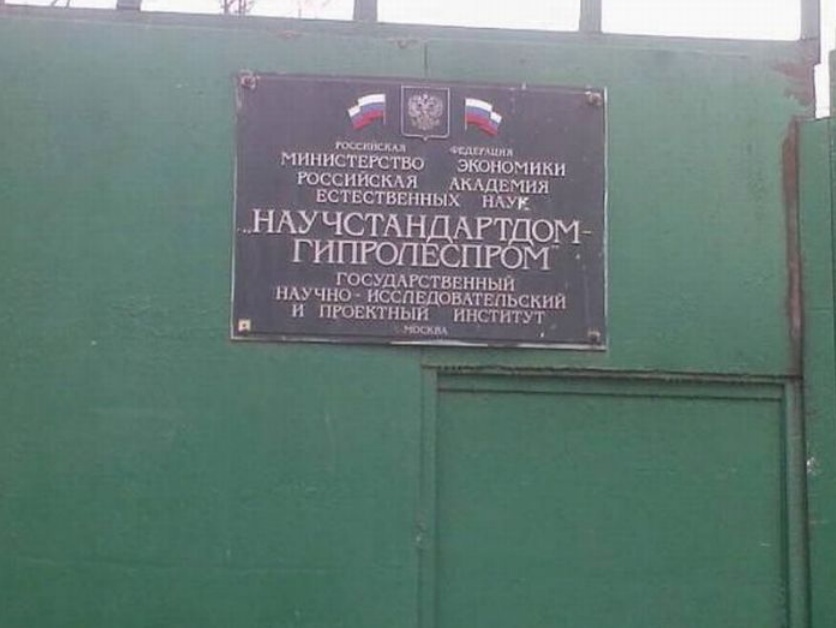 РОССИЙСКАЯ ФЕДЕРАЦИЯ
МИНИСТЕРСТВО ЭКОНОМИКИ
РОССИЙСКАЯ АКАДЕМИЯ
ЕСТЕСТВЕННЫХ НАУК
„НАУЧСТАНДАРТДОМ-
ГИПРОЛЕСПРОМ"
ГОСУДАРСТВЕННЫЙ
НАУЧНО-ИССЛЕДОВАТЕЛЬСКИЙ
И ПРОЕКТНЫЙ ИНСТИТУТ
г. МОСКВА